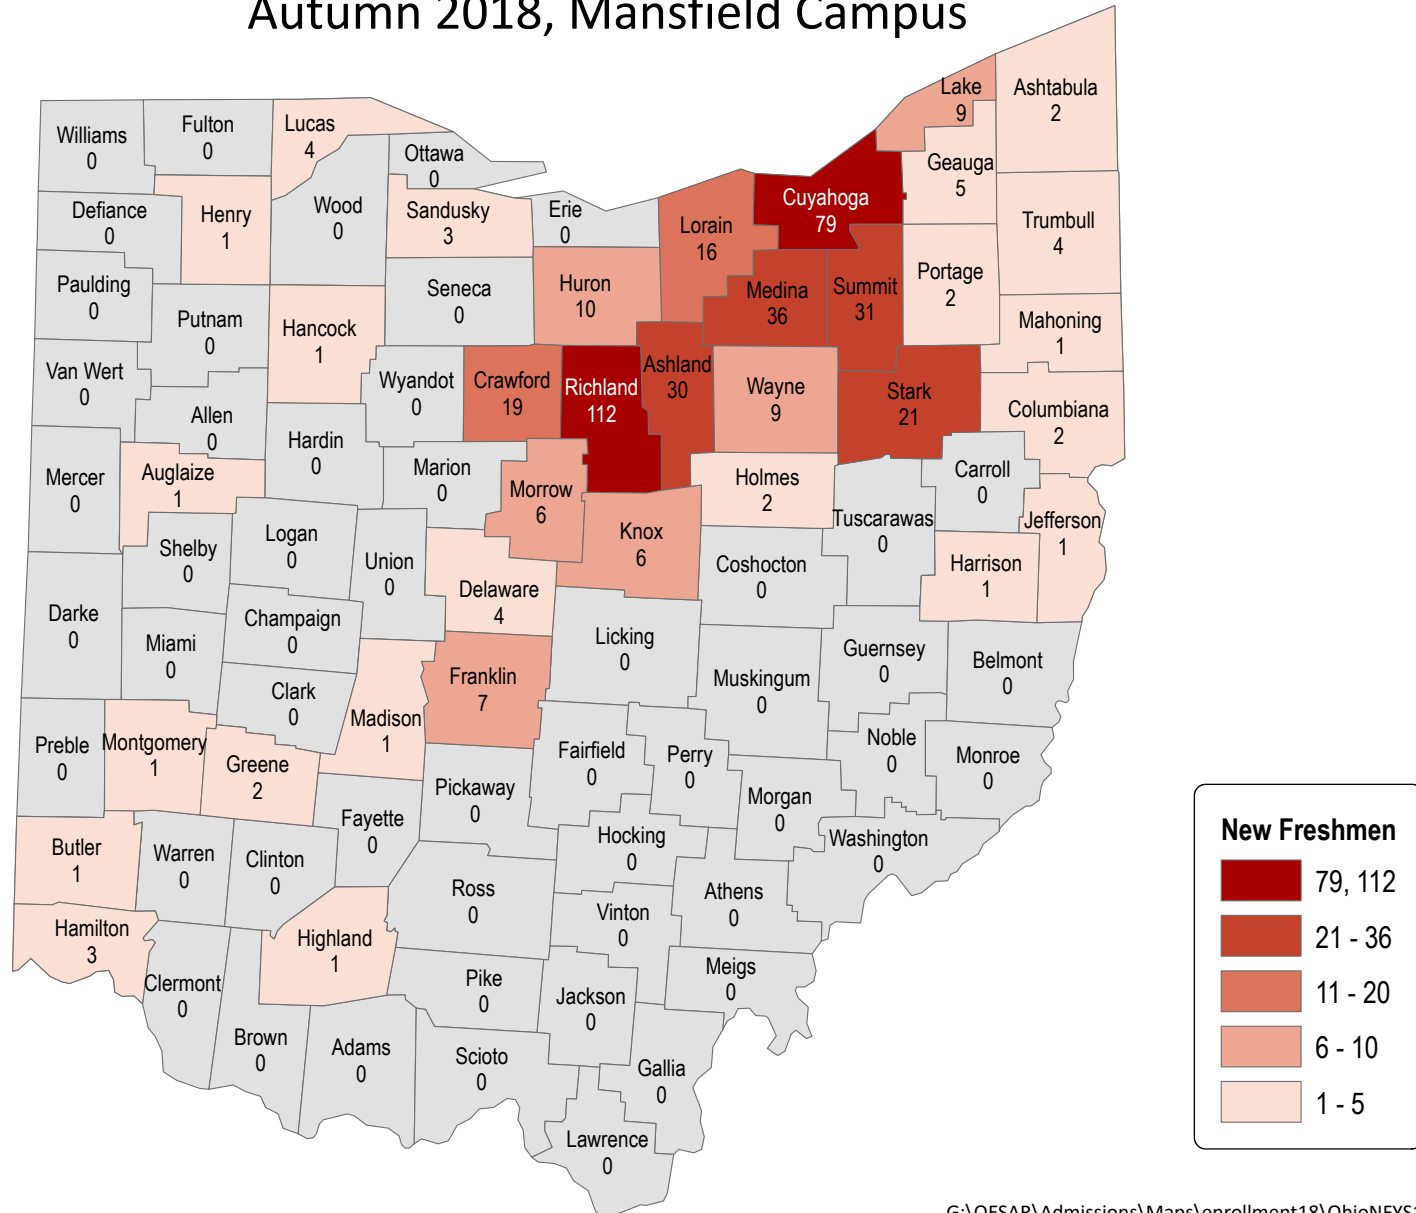 Autumn 2018, Mansfield Campus
Lake
9
Ashtabula
2
Williams
0
Fulton
0
Lucas
4
Ottawa
0
Geauga
5
Cuyahoga
79
Defiance
0
Henry
1
Wood
0
Sandusky
3
Erie
0
Lorain
16
Trumbull
4
Paulding
0
Seneca
0
Huron
10
Medina
36
Summit
31
Portage
2
Putnam
0
Hancock
1
Mahoning
1
Van Wert
0
Wyandot
0
Crawford
19
Richland
112
Ashland
30
Wayne
9
Stark
21
Columbiana
2
Allen
0
Hardin
0
Mercer
0
Auglaize
1
Marion
0
Morrow
6
Holmes
2
Carroll
0
Tuscarawas
0
Jefferson
1
Shelby
0
Logan
0
Union
0
Knox
6
Coshocton
0
Harrison
1
Delaware
4
Darke
0
Miami
0
Champaign
0
Licking
0
Guernsey
0
Belmont
0
Franklin
7
Muskingum
0
Clark
0
Madison
1
Preble
0
Montgomery
1
Greene
2
Fairfield
0
Perry
0
Noble
0
Monroe
0
Pickaway
0
Morgan
0
Fayette
0
Butler
1
Warren
0
Clinton
0
Hocking
0
Washington
0
Ross
0
Athens
0
Hamilton
3
Highland
1
Vinton
0
Clermont
0
Pike
0
Jackson
0
Meigs
0
Brown
0
Adams
0
Scioto
0
Gallia
0
Lawrence
0
New Freshmen
79, 112
21 - 36
11 - 20
6 - 10
1 - 5